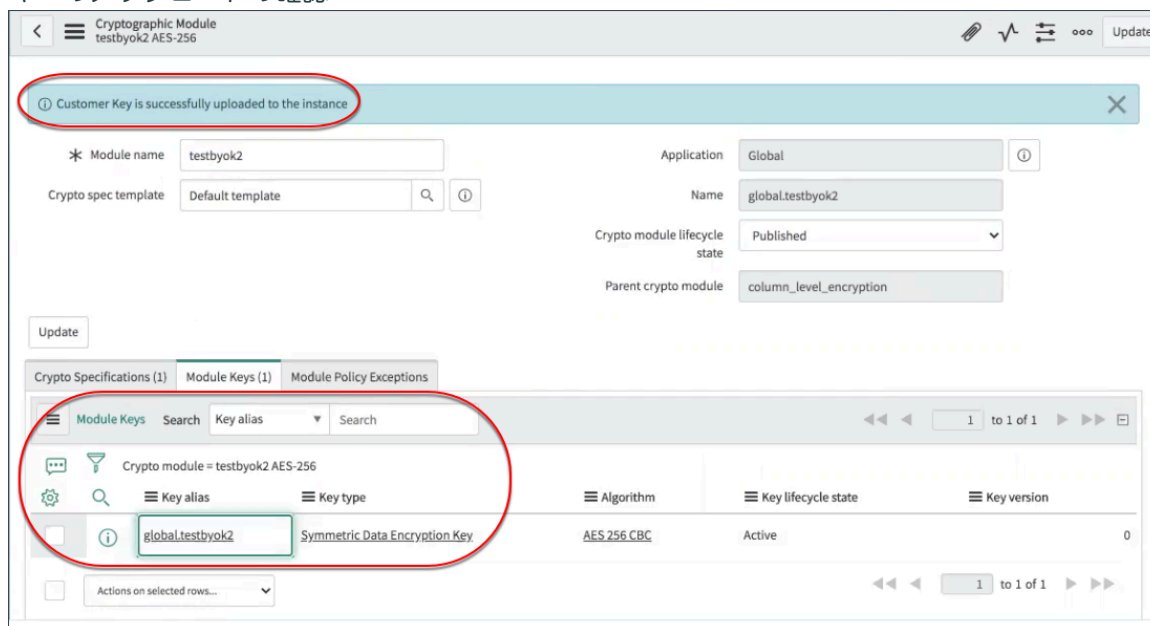 Cryptographic Module
testbyok2 AES-256
Update
Customer Key is successfully uploaded to the instance
Module name testbyok2
Application Global
Crypto spec template Default template
Name global.testbyok2
Crypto module lifecycle state Published
Parent crypto module column_level_encryption
Update
Crypto Specifications (1) Module Keys (1) Module Policy Exceptions
Module Keys Search Key alias Search 1 to 1 of 1
Crypto module = testbyok2 AES-256
Key alias Key type Algorithm Key lifecycle state Key version
global.testbyok2 Symmetric Data Encryption Key AES 256 CBC Active 0
Actions on selected rows... 1 to 1 of 1